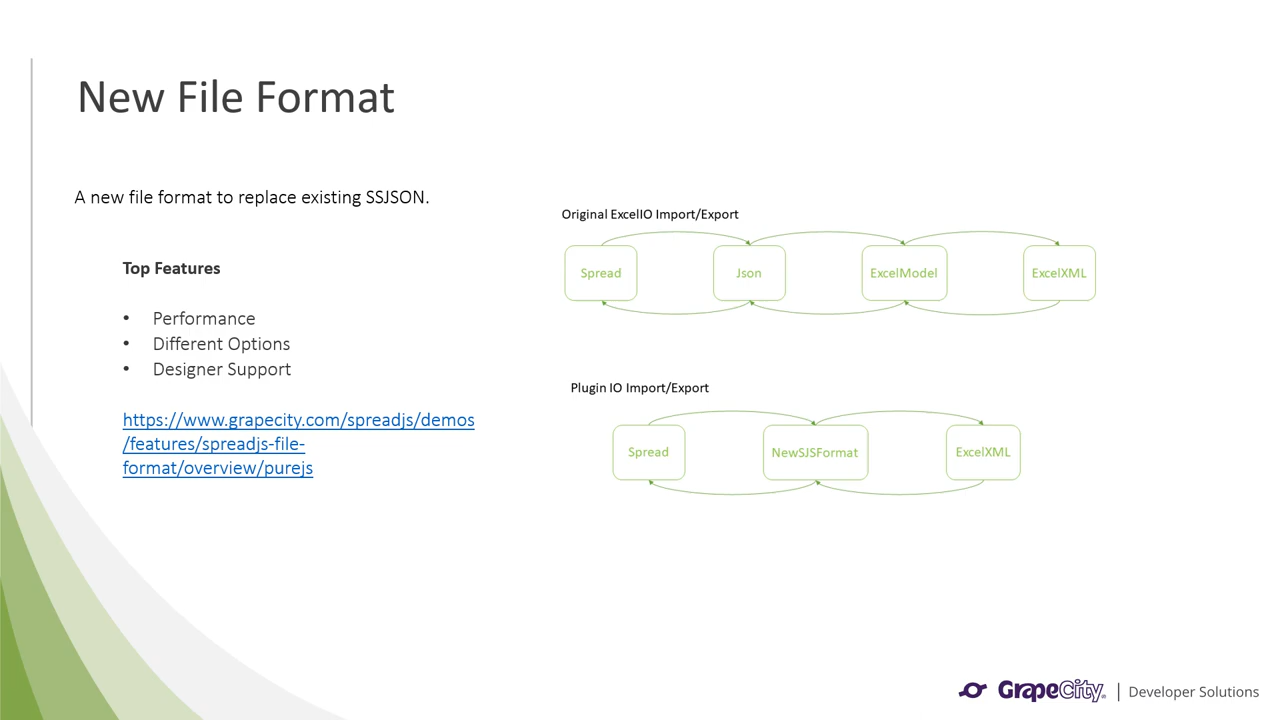 New File Format
A new file format to replace existing SSJSON.
Top Features
• Performance
• Different Options
• Designer Support
https://www.grapecity.com/spreadjs/demos
/features/spreadjs-file-
format/overview/purejs
Original ExcelIO Import/Export
Spread
Json
ExcelModel
ExcelXML
Plugin IO Import/Export
Spread
NewSJSFormat
ExcelXML
GrapeCity® | Developer Solutions